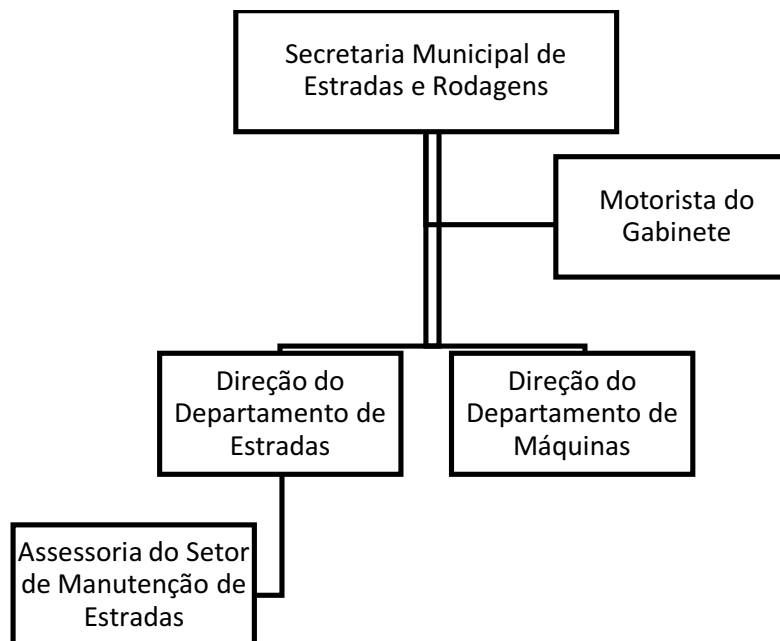 Secretaria Municipal de
Estradas e Rodagens
Motorista do
Gabinete
Direção do
Departamento de
Estradas
Direção do
Departamento de
Máquinas
Assessoria do Setor
de Manutenção de
Estradas